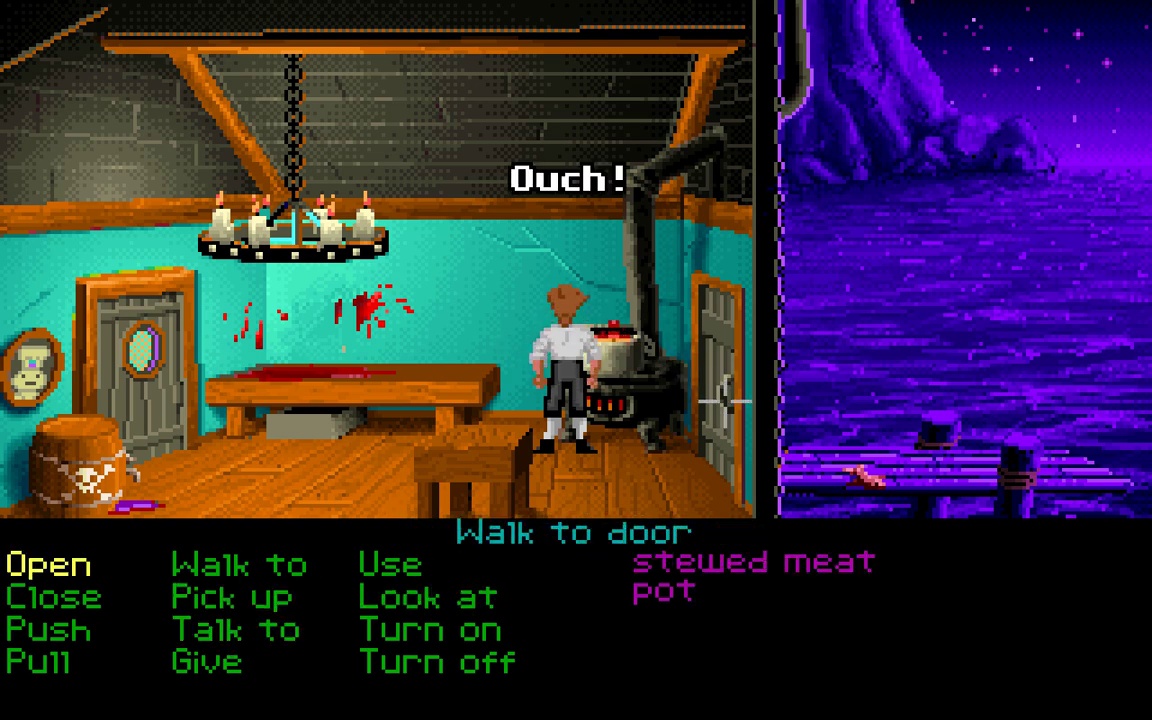 Ouch!
Walk to door
Open Walk to Use stewed meat
Close Pick up Look at pot
Push Talk to Turn on
Pull Give Turn off